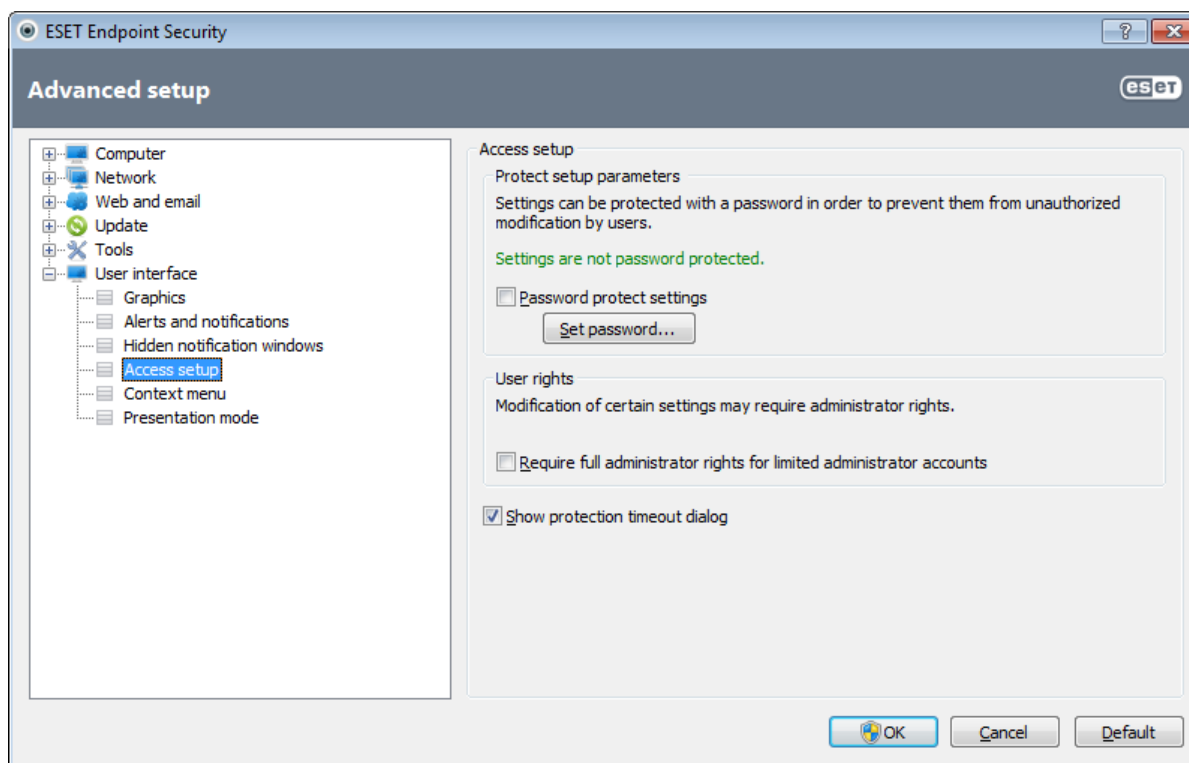 ESET Endpoint Security
?
Advanced setup
eset
Computer
Network
Web and email
Update
Tools
User interface
Graphics
Alerts and notifications
Hidden notification windows
Access setup
Context menu
Presentation mode
Access setup
Protect setup parameters
Settings can be protected with a password in order to prevent them from unauthorized
modification by users.
Settings are not password protected.
Password protect settings
Set password...
User rights
Modification of certain settings may require administrator rights.
Require full administrator rights for limited administrator accounts
Show protection timeout dialog
OK
Cancel
Default